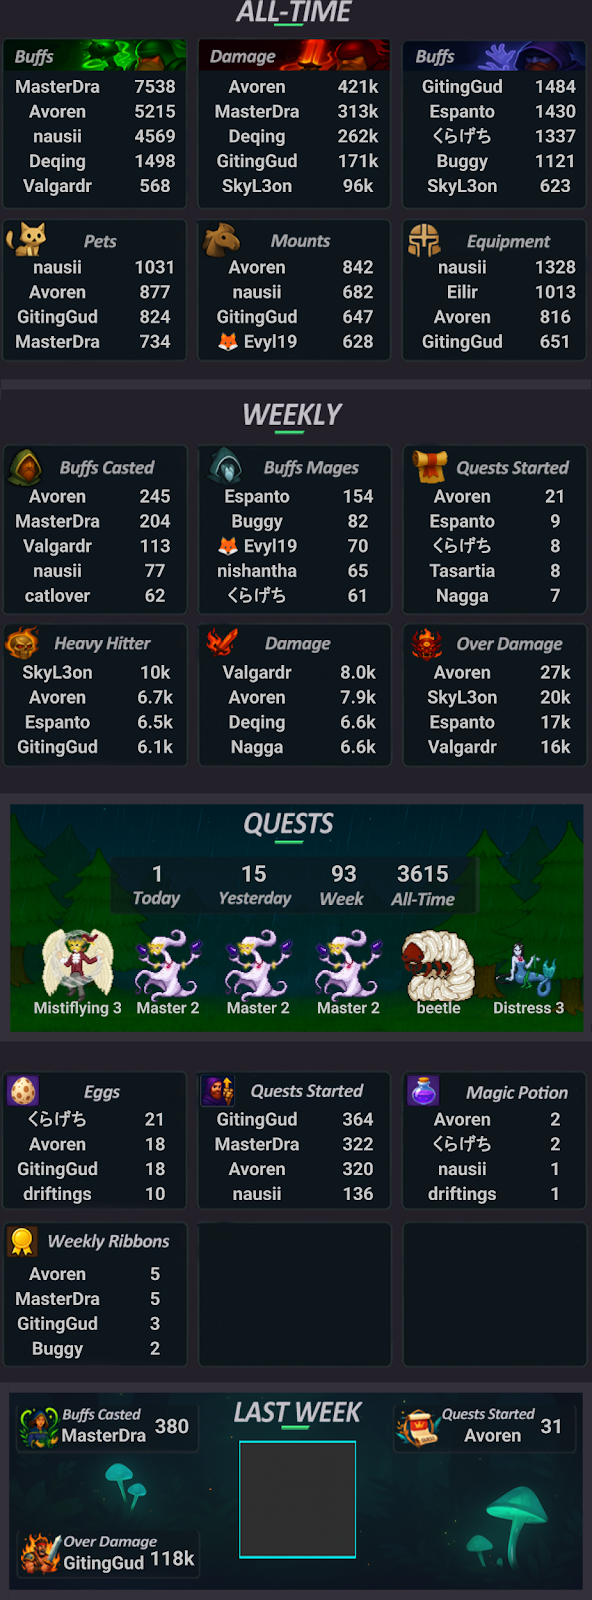 ALL-TIME
Buffs
MasterDra 7538
Avoren 5215
nausii 4569
Deqing 1498
Valgardr 568
Damage
Avoren 421k
MasterDra 313k
Deqing 262k
GitingGud 171k
SkyL3on 96k
Buffs
GitingGud 1484
Espanto 1430
くらげち 1337
Buggy 1121
SkyL3on 623
Pets
nausii 1031
Avoren 877
GitingGud 824
MasterDra 734
Mounts
Avoren 842
nausii 682
GitingGud 647
🦊 Evyl19 628
Equipment
nausii 1328
Eilir 1013
Avoren 816
GitingGud 651
WEEKLY
Buffs Casted
Avoren 245
MasterDra 204
Valgardr 113
nausii 77
catlover 62
Buffs Mages
Espanto 154
Buggy 82
🦊 Evyl19 70
nishantha 65
くらげち 61
Quests Started
Avoren 21
Espanto 9
くらげち 8
Tasartia 8
Nagga 7
Heavy Hitter
SkyL3on 10k
Avoren 6.7k
Espanto 6.5k
GitingGud 6.1k
Damage
Valgardr 8.0k
Avoren 7.9k
Deqing 6.6k
Nagga 6.6k
Over Damage
Avoren 27k
SkyL3on 20k
Espanto 17k
Valgardr 16k
QUESTS
1 15 93 3615
Today Yesterday Week All-Time
Mistiflying 3 Master 2 Master 2 Master 2 beetle Distress 3
Eggs
くらげち 21
Avoren 18
GitingGud 18
driftings 10
Quests Started
GitingGud 364
MasterDra 322
Avoren 320
nausii 136
Magic Potion
Avoren 2
くらげち 2
nausii 1
driftings 1
Weekly Ribbons
Avoren 5
MasterDra 5
GitingGud 3
Buggy 2
LAST WEEK
Buffs Casted
MasterDra 380
Quests Started
Avoren 31
Over Damage
GitingGud 118k